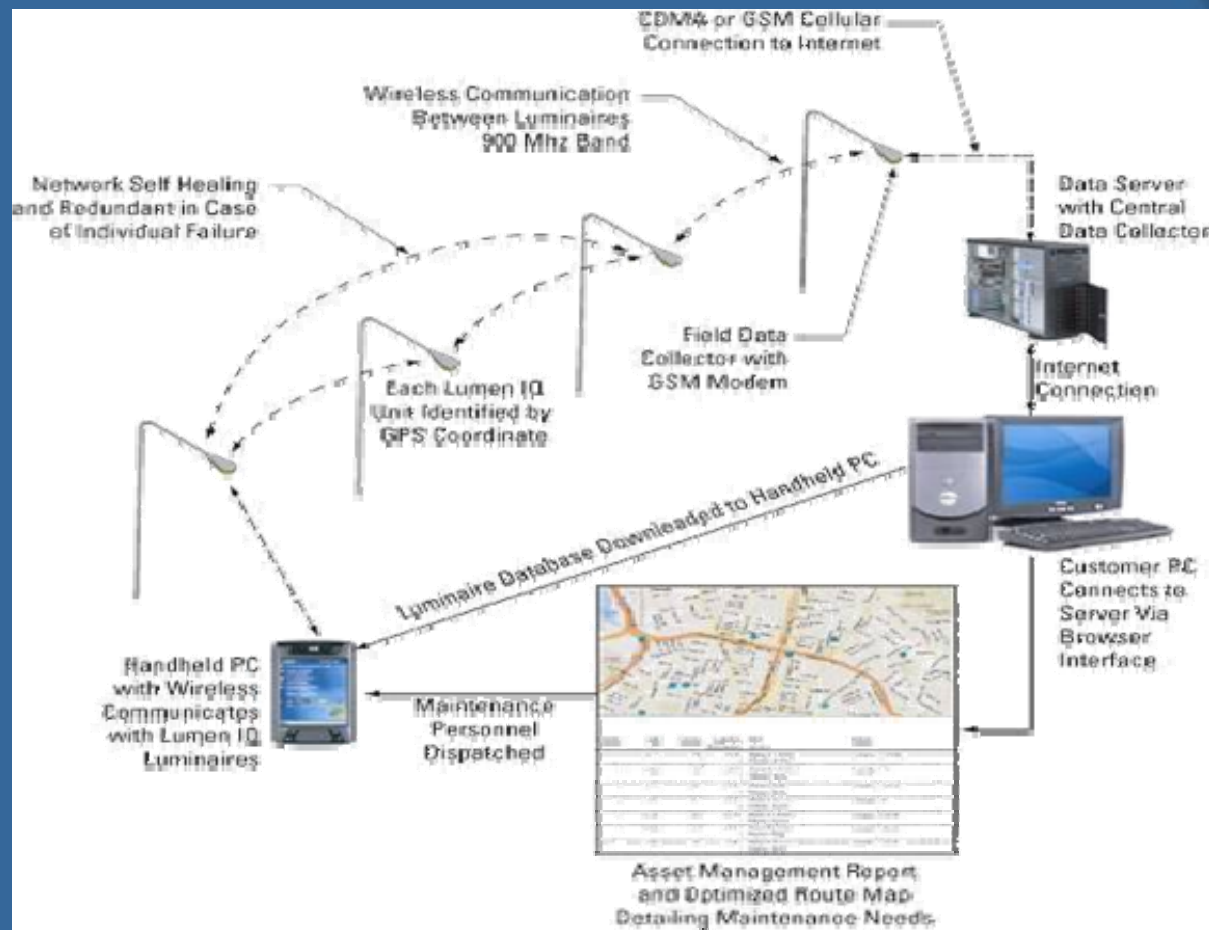 CDMA or GSM Cellular
Connection to Internet
Wireless Communication
Between Luminaires
900 Mhz Band
Network Self Healing
and Redundant in Case
of Individual Failure
Data Server
with Central
Data Collector
Field Data
Collector with
GSM Modem
Internet
Connection
Each Lumen IQ
Unit Identified by
GPS Coordinate
Luminaire Database Downloaded to Handheld PC
Customer PC
Connects to
Server Via
Browser
Interface
Handheld PC
with Wireless
Communicates
with Lumen IQ
Luminaires
Maintenance
Personnel
Dispatched
Asset Management Report
and Optimized Route Map
Detailing Maintenance Needs